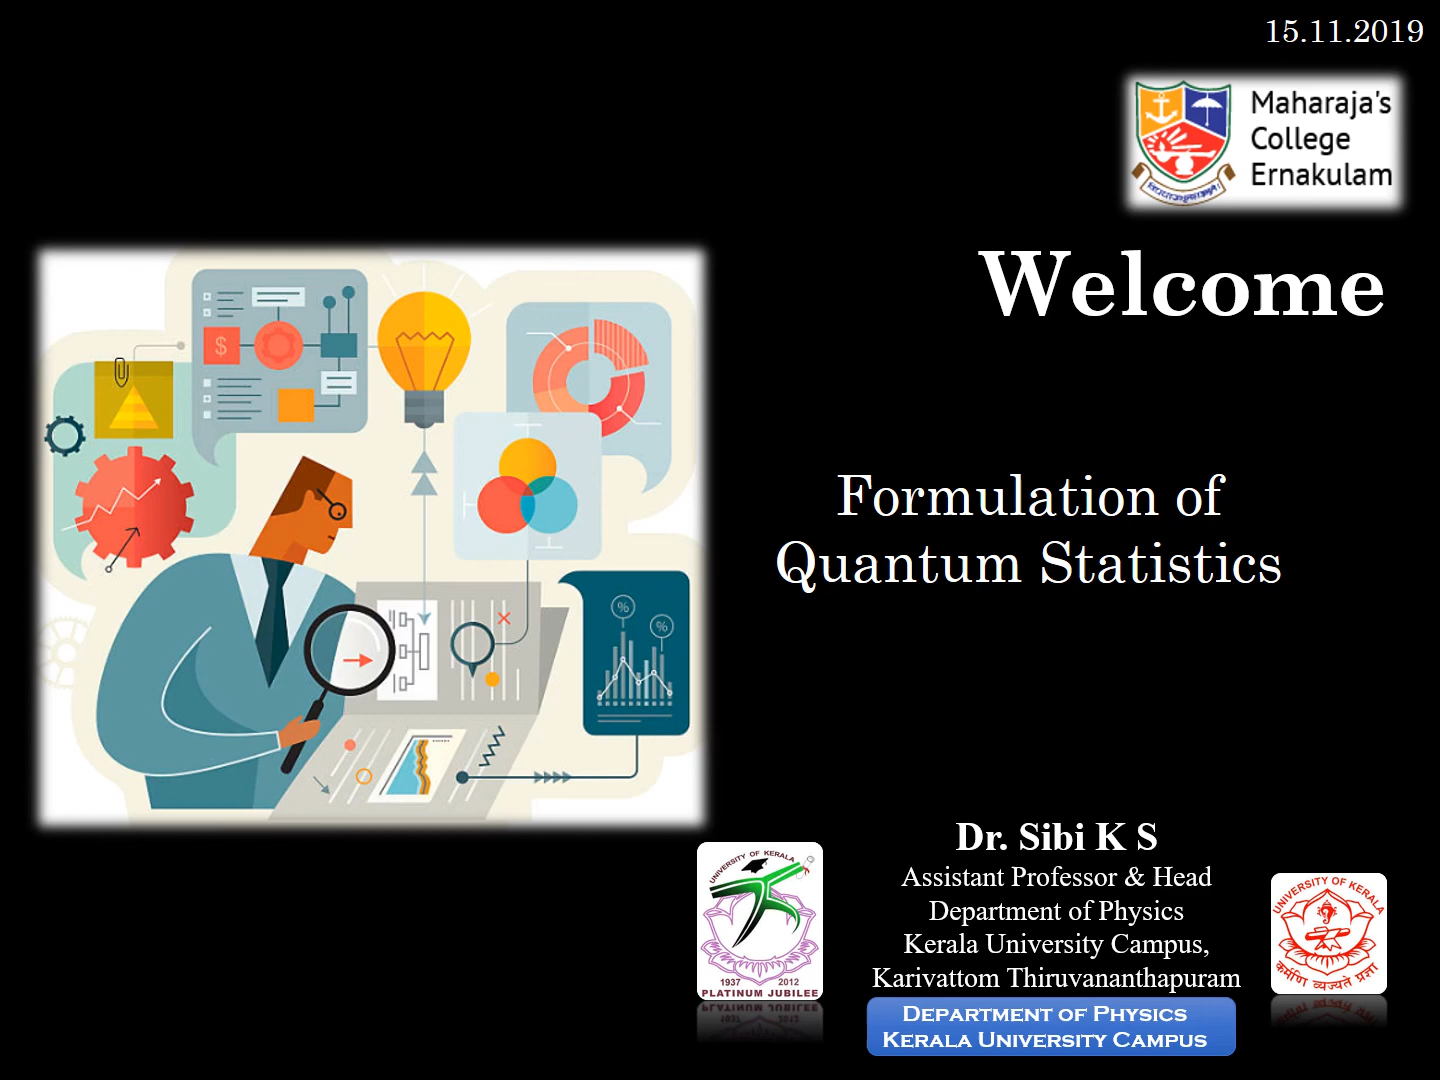 15.11.2019
Maharaja's
College
Ernakulam
Welcome
$
%
%
Formulation of
Quantum Statistics
Dr. Sibi K S
Assistant Professor & Head
Department of Physics
Kerala University Campus,
Karivattom Thiruvananthapuram
UNIVERSITY OF KERALA
1937 2012
PLATINUM JUBILEE
UNIVERSITY OF KERALA
कर्मणि व्यज्यते प्रज्ञा
DEPARTMENT OF PHYSICS
KERALA UNIVERSITY CAMPUS